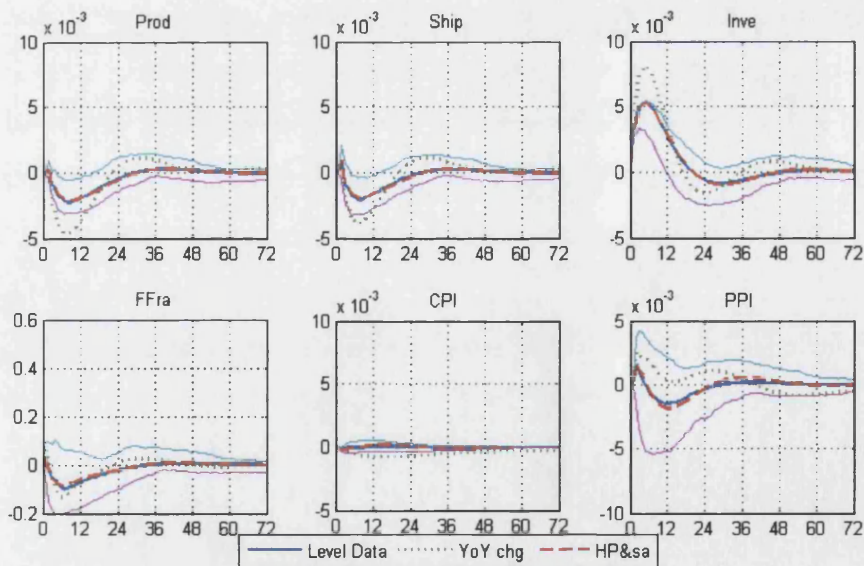 Prod Ship Inve
x 10⁻³ x 10⁻³ x 10⁻³
10 10 10
5 5 5
0 0 0
-5 -5 -5
0 12 24 36 48 60 72 0 12 24 36 48 60 72 0 12 24 36 48 60 72
FFra CPI PPI
x 10⁻³ x 10⁻³
0.6 10 5
0.4 5 0
0.2 0 -5
0 -5 -10
-0.2
0 12 24 36 48 60 72 0 12 24 36 48 60 72 0 12 24 36 48 60 72
Level Data YoY chg HP&sa